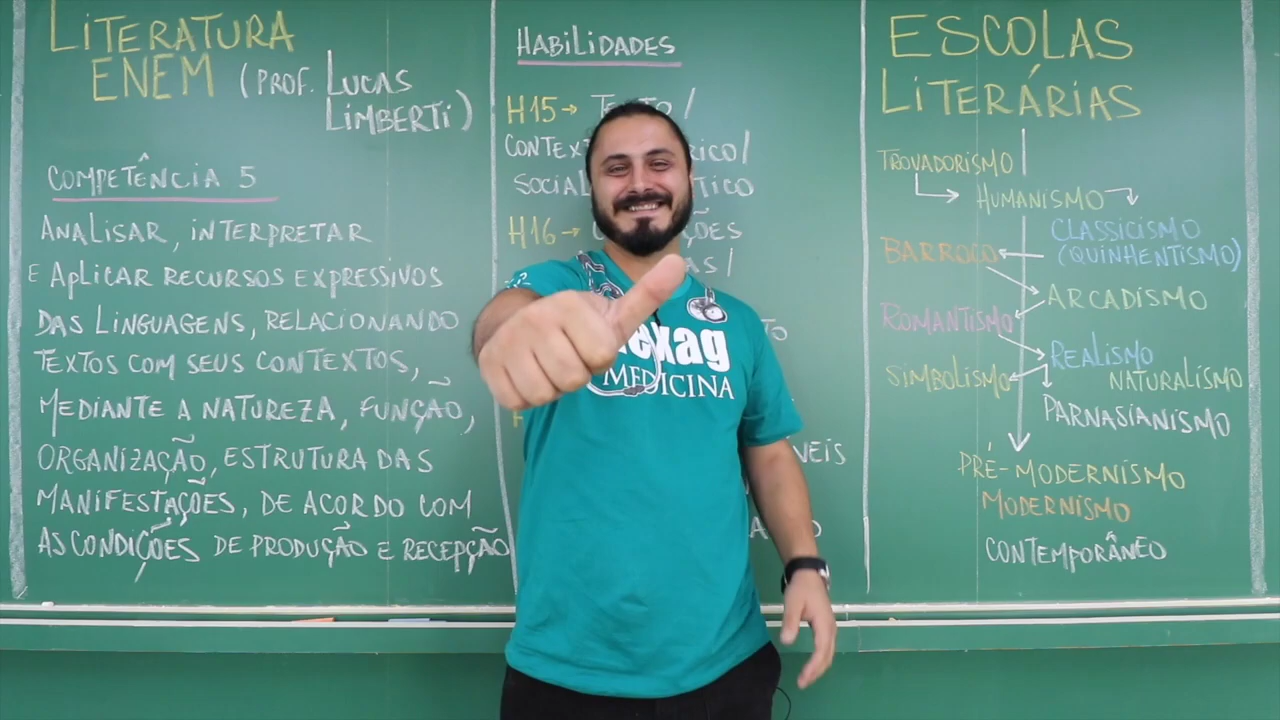 LITERATURA
ENEM (PROF. LUCAS
LIMBERTI)
COMPETÊNCIA 5
ANALISAR, INTERPRETAR
E APLICAR RECURSOS EXPRESSIVOS
DAS LINGUAGENS, RELACIONANDO
TEXTOS COM SEUS CONTEXTOS,
MEDIANTE A NATUREZA, FUNÇÃO,
ORGANIZAÇÃO, ESTRUTURA DAS
MANIFESTAÇÕES, DE ACORDO COM
AS CONDIÇÕES DE PRODUÇÃO E RECEPÇÃO
HABILIDADES
H15→ TEXTO /
SOCIAL
H16→
MEDICINA
ESCOLAS
LITERÁRIAS
TROVADORISMO
HUMANISMO
CLASSICISMO
BARROCO (QUINHENTISMO)
ARCADISMO
ROMANTISMO
REALISMO
SIMBOLISMO NATURALISMO
PARNASIANISMO
PRÉ-MODERNISMO
MODERNISMO
CONTEMPORÂNEO